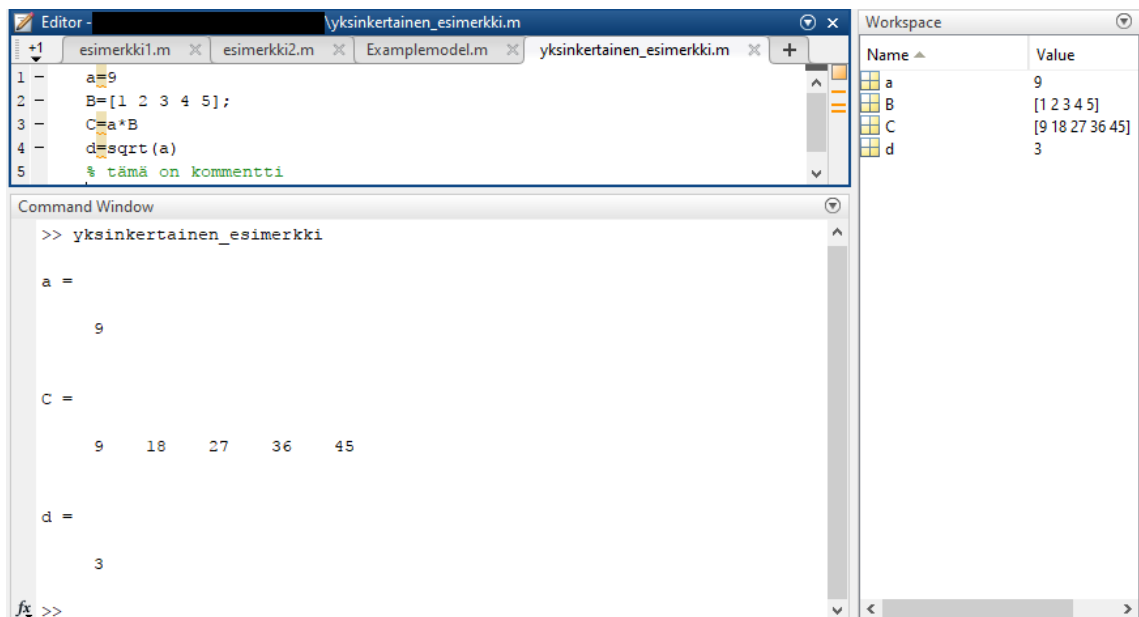 Editor - \yksinkertainen_esimerkki.m
+1 esimerkki1.m esimerkki2.m Examplemodel.m yksinkertainen_esimerkki.m +
1 - a=9
2 - B=[1 2 3 4 5];
3 - C=a*B
4 - d=sqrt(a)
5 % tämä on kommentti
Command Window
>> yksinkertainen_esimerkki
a =
9
C =
9 18 27 36 45
d =
3
fx >>
Workspace
Name Value
a 9
B [1 2 3 4 5]
C [9 18 27 36 45]
d 3